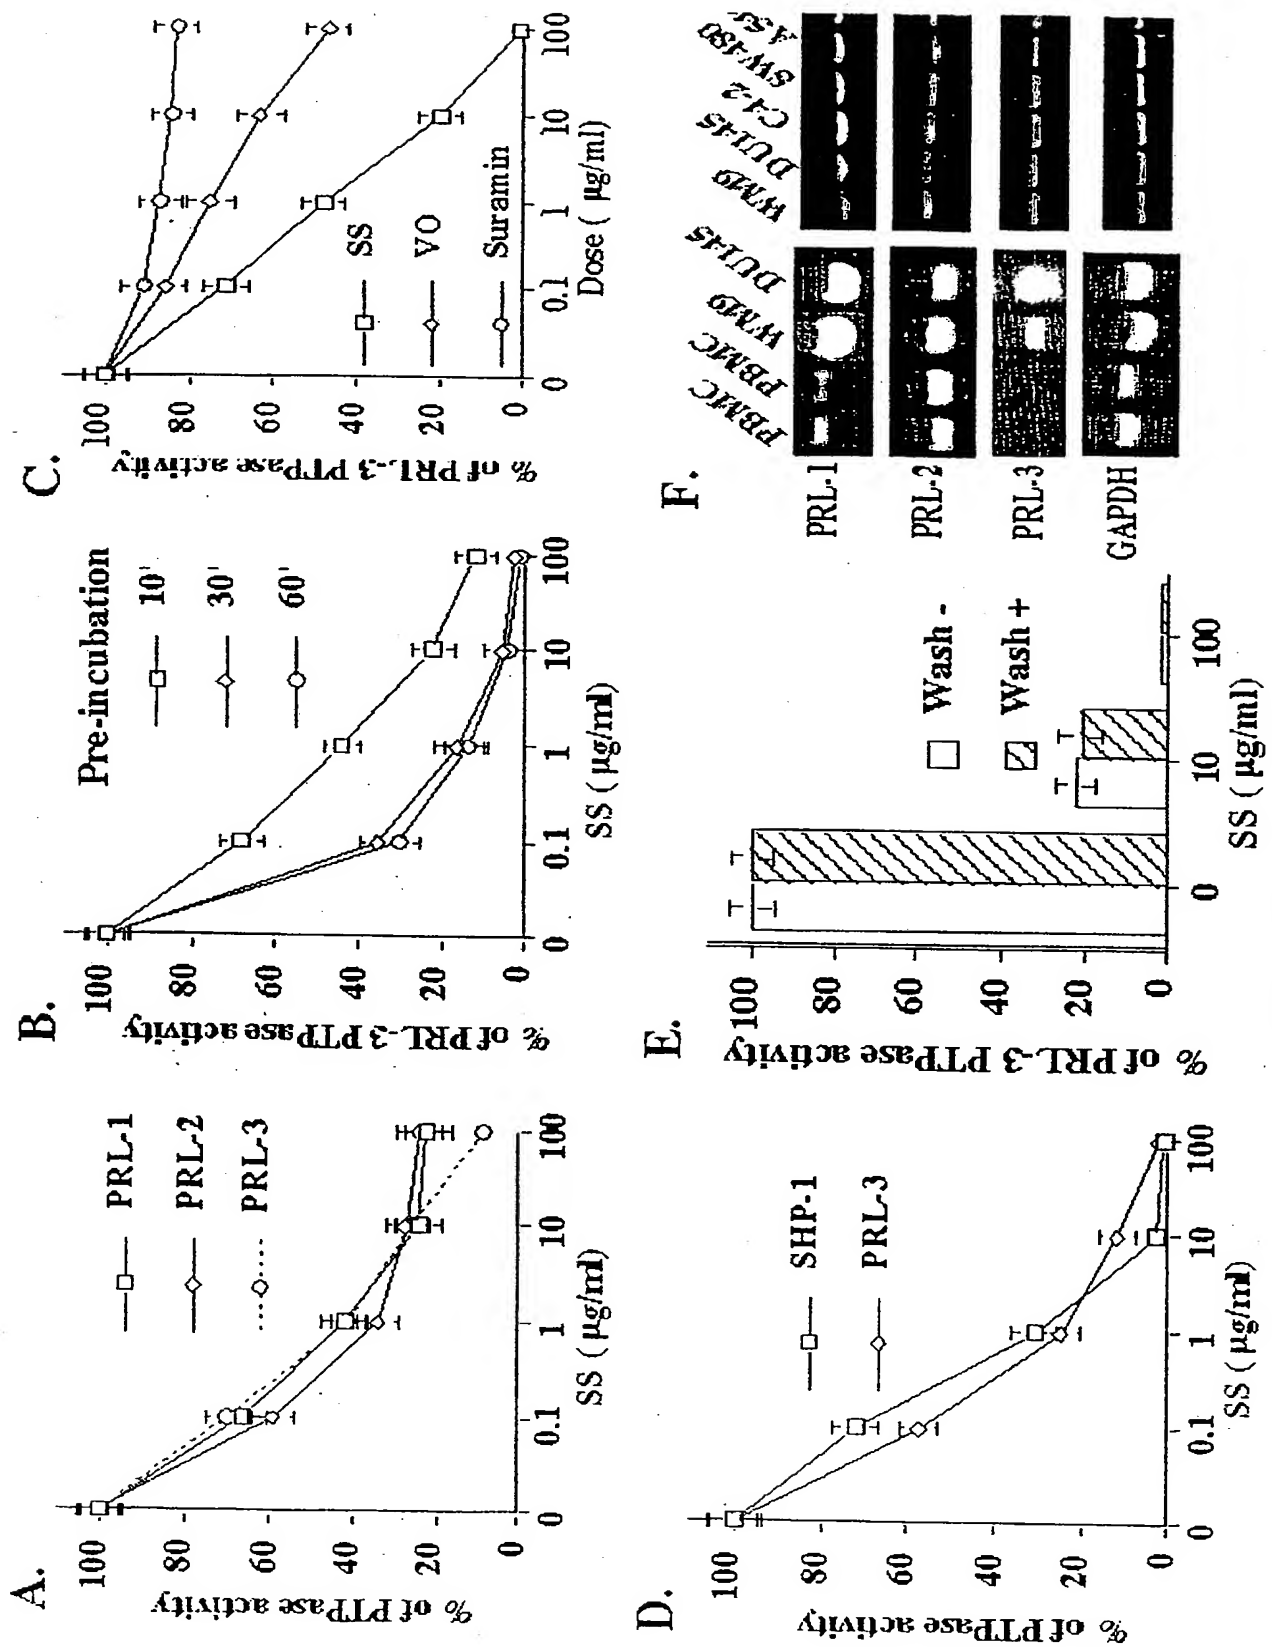 A.
% of PTPase activity
100
80
60
40
20
0
PRL-1
PRL-2
PRL-3
0
0.1
1
10
100
SS ( μg/ml)
B.
% of PRL-3 PTPase activity
100
80
60
40
20
0
Pre-incubation
10'
30'
60'
0
0.1
1
10
100
SS ( μg/ml)
C.
% of PRL-3 PTPase activity
100
80
60
40
20
0
SS
VO
Suramin
0
0.1
1
10
100
Dose ( μg/ml)
D.
% of PTPase activity
100
80
60
40
20
0
SHP-1
PRL-3
0
0.1
1
10
100
SS ( μg/ml)
E.
% of PRL-3 PTPase activity
100
80
60
40
20
0
Wash -
Wash +
0
10
100
SS ( μg/ml)
F.
PBMC
PBMC
WM9
DU145
WM9
DU145
C4-2
SW480
PRL-1
PRL-2
PRL-3
GAPDH